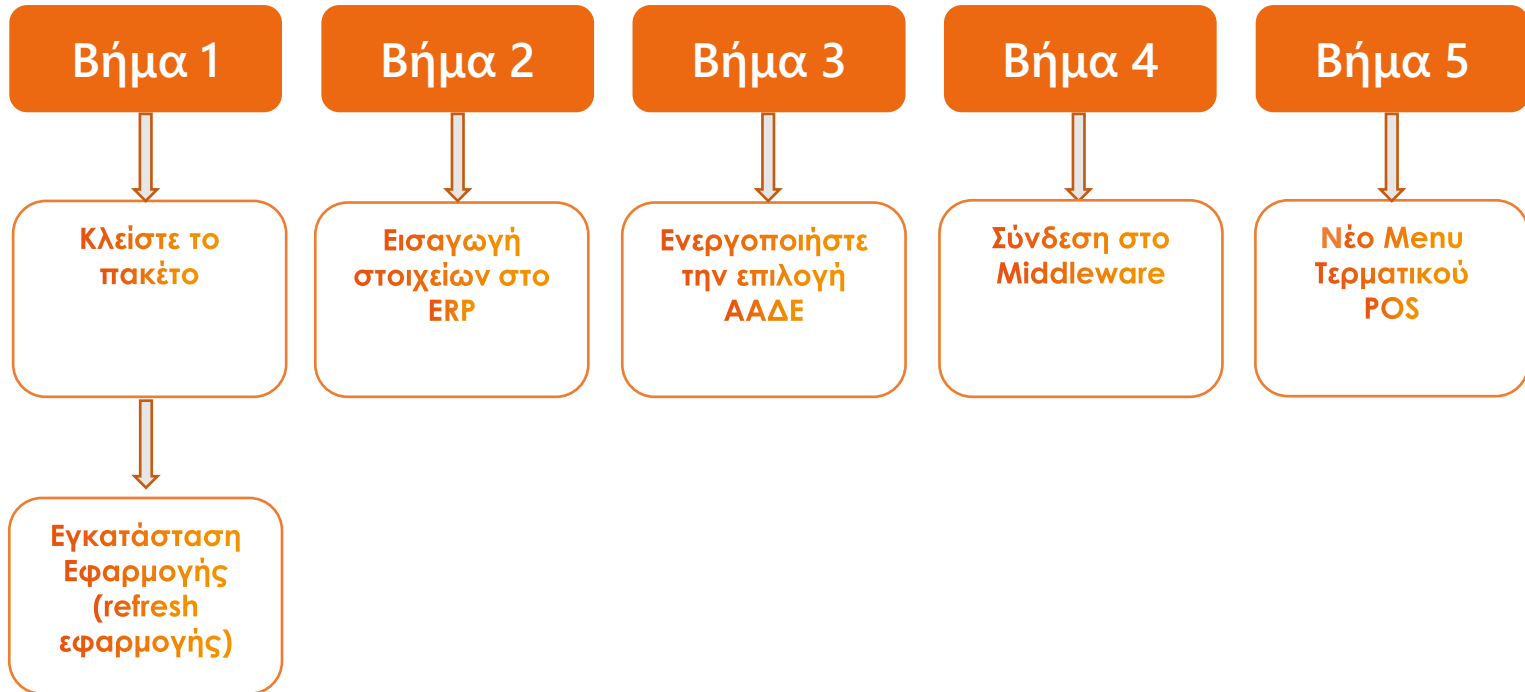 Βήμα 1
Βήμα 2
Βήμα 3
Βήμα 4
Βήμα 5
Κλείστε το
πακέτο
Εισαγωγή
στοιχείων στο
ERP
Ενεργοποιήστε
την επιλογή
ΑΑΔΕ
Σύνδεση στο
Middleware
Νέο Menu
Τερματικού
POS
Εγκατάσταση
Εφαρμογής
(refresh
εφαρμογής)